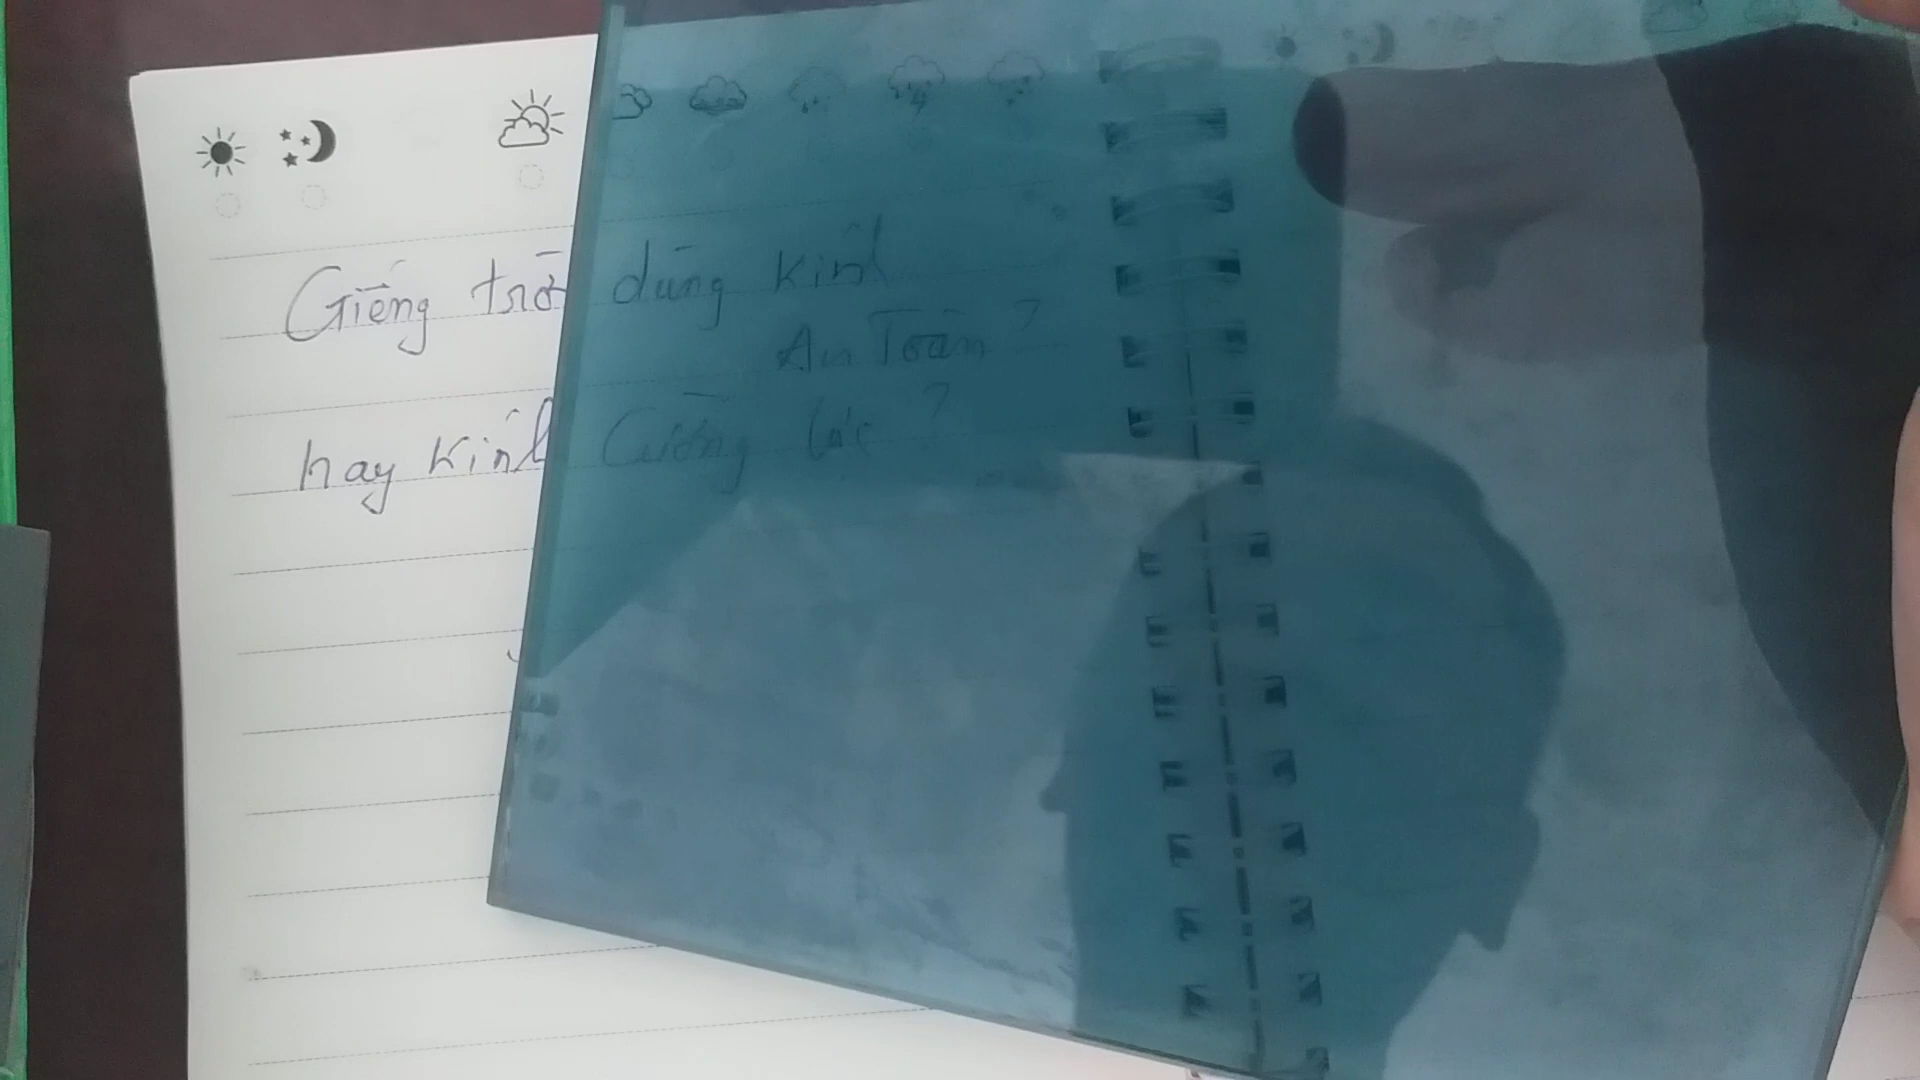 Giếng trời dùng kính
An Toàn ?
hay kính Cường lực ?